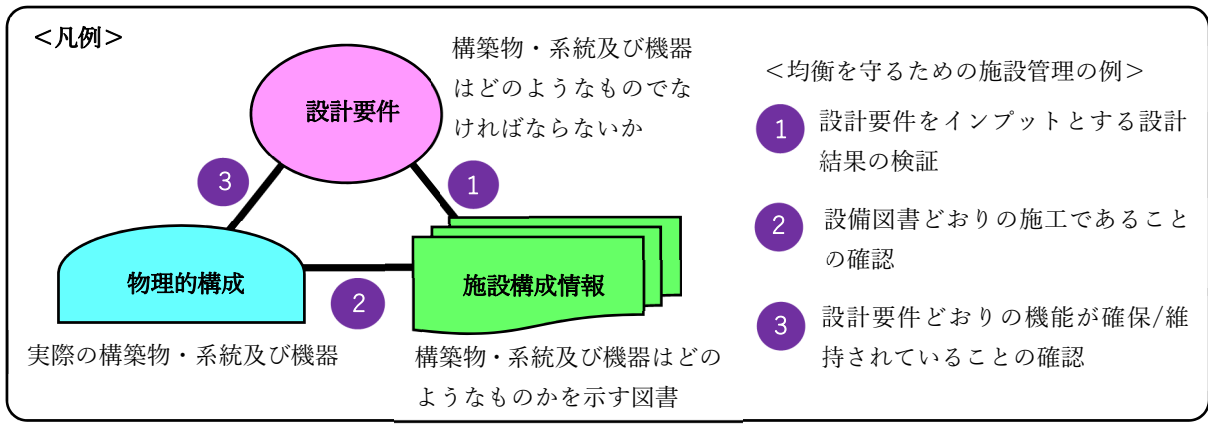 <凡例>
構築物・系統及び機器
はどのようなものでな
ければならないか
設計要件
3
1
物理的構成
2
施設構成情報
実際の構築物・系統及び機器
構築物・系統及び機器はどの
ようなものかを示す図書
<均衡を守るための施設管理の例>
1 設計要件をインプットとする設計
結果の検証
2 設備図書どおりの施工であること
の確認
3 設計要件どおりの機能が確保/維
持されていることの確認